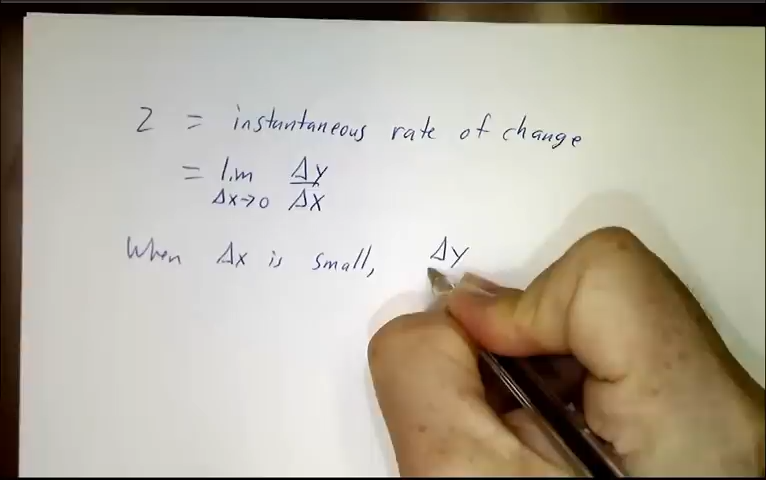 2 = instantaneous rate of change
= lim Δy/Δx
Δx→0
When Δx is small, Δy